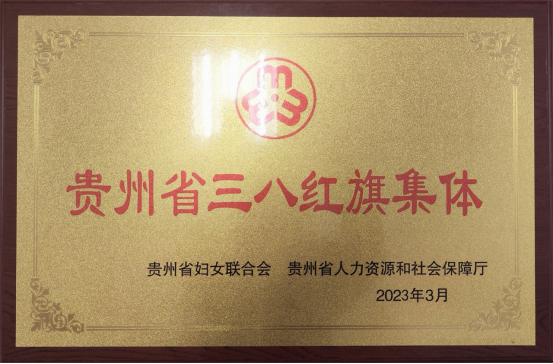 贵州省三八红旗集体
贵州省妇女联合会 贵州省人力资源和社会保障厅
2023年3月